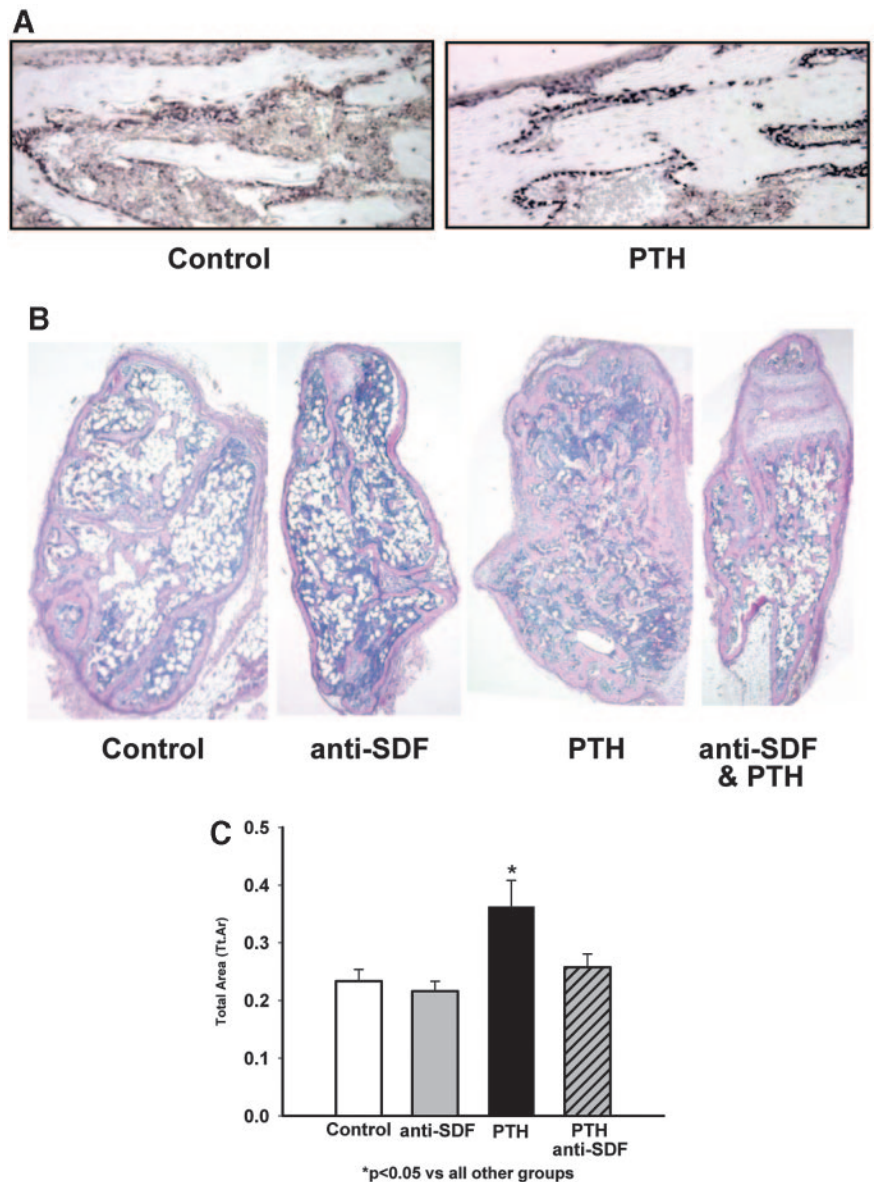 A
Control
PTH
B
Control
anti-SDF
PTH
anti-SDF
& PTH
C
Total Area (Tt.Ar)
0.5
0.4
0.3
0.2
0.1
0.0
*
Control
anti-SDF
PTH
PTH
anti-SDF
*p<0.05 vs all other groups